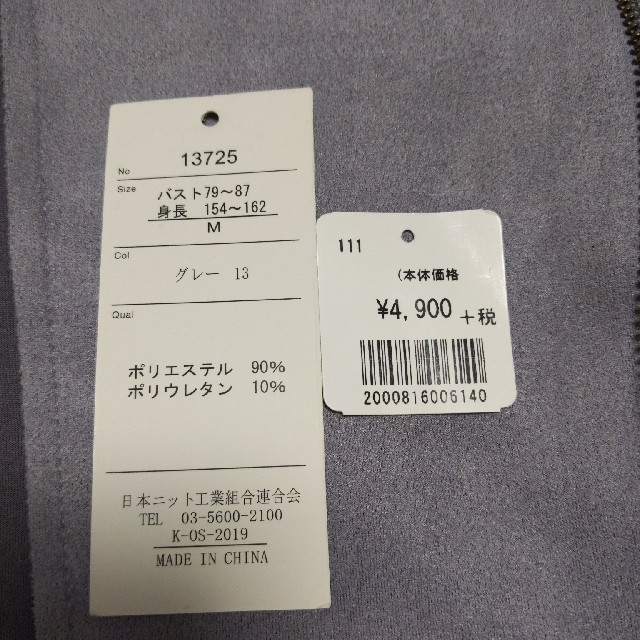 No 13725
Size バスト79～87
身長 154～162
M
Col
グレー 13
Qual
ポリエステル 90%
ポリウレタン 10%
日本ニット工業組合連合会
TEL 03-5600-2100
K-OS-2019
MADE IN CHINA
111
(本体価格
¥4,900 +税
2000816006140